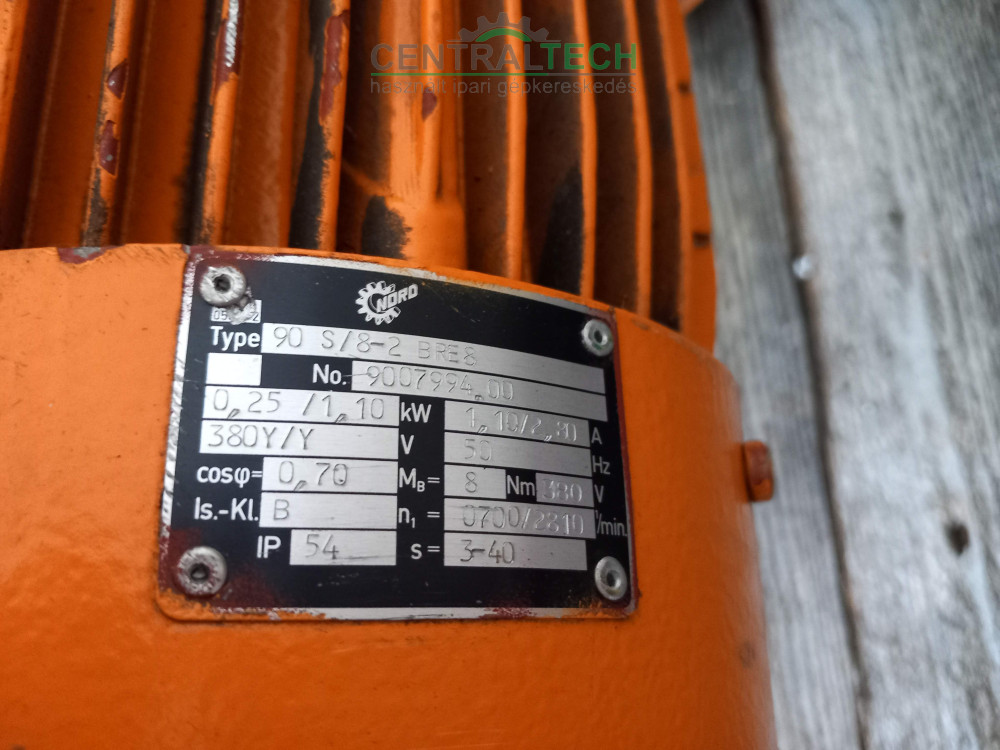 CENTRALTECH
használt ipari gépkereskedés
NORD
Type 90 S/8-2 BRE8
No. 9007994,00
0,25 /1,10 kW 1,10/2,80 A
380Y/Y V 50 Hz
cosφ= 0,70 MB = 8 Nm 380 V
Is.-Kl. B n1 = 0700/2810 1/min.
IP 54 s = 3-40